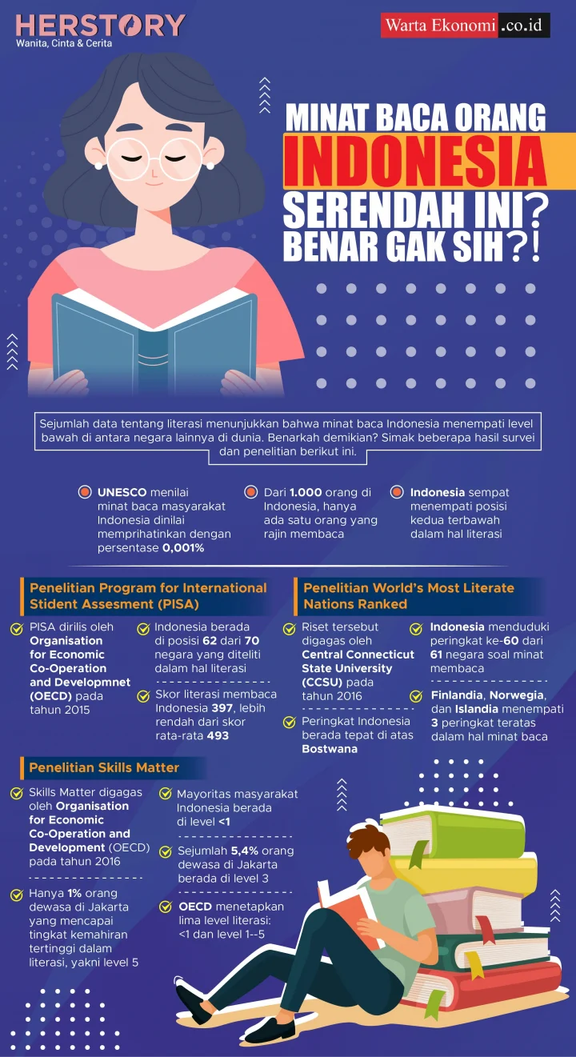 HERSTORY
Wanita, Cinta & Cerita
Warta Ekonomi .co.id
MINAT BACA ORANG
INDONESIA
SERENDAH INI?
BENAR GAK SIH?!
Sejumlah data tentang literasi menunjukkan bahwa minat baca Indonesia menempati level
bawah di antara negara lainnya di dunia. Benarkah demikian? Simak beberapa hasil survei
dan penelitian berikut ini.
UNESCO menilai
minat baca masyarakat
Indonesia dinilai
memprihatinkan dengan
persentase 0,001%
Dari 1.000 orang di
Indonesia, hanya
ada satu orang yang
rajin membaca
Indonesia sempat
menempati posisi
kedua terbawah
dalam hal literasi
Penelitian Program for International
Stident Assesment (PISA)
PISA dirilis oleh
Organisation
for Economic
Co-Operation
and Developmnet
(OECD) pada
tahun 2015
Indonesia berada
di posisi 62 dari 70
negara yang diteliti
dalam hal literasi
Skor literasi membaca
Indonesia 397, lebih
rendah dari skor
rata-rata 493
Penelitian World's Most Literate
Nations Ranked
Riset tersebut
digagas oleh
Central Connecticut
State University
(CCSU) pada
tahun 2016
Peringkat Indonesia
berada tepat di atas
Bostwana
Indonesia menduduki
peringkat ke-60 dari
61 negara soal minat
membaca
Finlandia, Norwegia,
dan Islandia menempati
3 peringkat teratas
dalam hal minat baca
Penelitian Skills Matter
Skills Matter digagas
oleh Organisation
for Economic
Co-Operation and
Development (OECD)
pada tahun 2016
Hanya 1% orang
dewasa di Jakarta
yang mencapai
tingkat kemahiran
tertinggi dalam
literasi, yakni level 5
Mayoritas masyarakat
Indonesia berada
di level <1
Sejumlah 5,4% orang
dewasa di Jakarta
berada di level 3
OECD menetapkan
lima level literasi:
<1 dan level 1--5